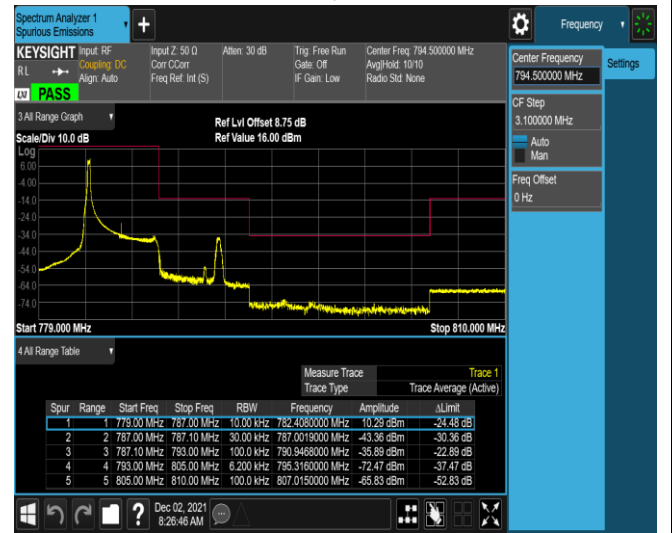 Spectrum Analyzer 1
Spurious Emissions
Frequency
KEYSIGHT Input: RF Input Z: 50 Ω Atten: 30 dB Trig: Free Run Center Freq: 794.500000 MHz
RL Coupling: DC Corr CCorr Gate: Off Avg|Hold: 10/10
Align: Auto Freq Ref: Int (S) IF Gain: Low Radio Std: None
LXI PASS
Center Frequency
794.500000 MHz
Settings
CF Step
3.100000 MHz
Auto
Man
Freq Offset
0 Hz
3 All Range Graph
Ref Lvl Offset 8.75 dB
Scale/Div 10.0 dB Ref Value 16.00 dBm
Log
6.00
-4.00
-14.0
-24.0
-34.0
-44.0
-54.0
-64.0
-74.0
Start 779.000 MHz Stop 810.000 MHz
4 All Range Table
Measure Trace Trace 1
Trace Type Trace Average (Active)
Spur Range Start Freq Stop Freq RBW Frequency Amplitude ΔLimit
1 1 779.00 MHz 787.00 MHz 10.00 kHz 782.4080000 MHz 10.29 dBm -24.48 dB
2 2 787.00 MHz 787.10 MHz 30.00 kHz 787.0019000 MHz -43.36 dBm -30.36 dB
3 3 787.10 MHz 793.00 MHz 100.0 kHz 790.9468000 MHz -35.89 dBm -22.89 dB
4 4 793.00 MHz 805.00 MHz 6.200 kHz 795.3160000 MHz -72.47 dBm -37.47 dB
5 5 805.00 MHz 810.00 MHz 100.0 kHz 807.0150000 MHz -65.83 dBm -52.83 dB
Dec 02, 2021
8:26:46 AM